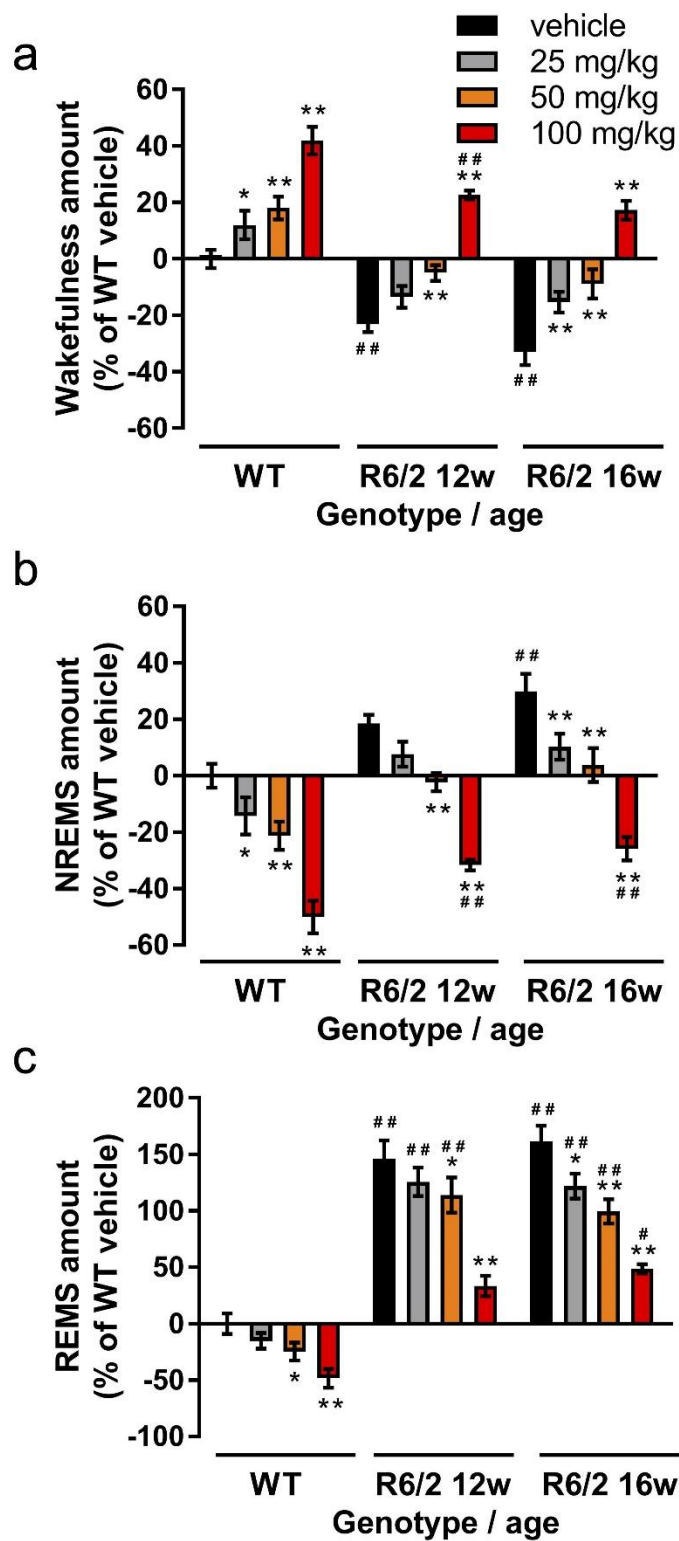 a
vehicle
25 mg/kg
50 mg/kg
100 mg/kg
Wakefulness amount
(% of WT vehicle)
60
40
20
0
-20
-40
-60
*
**
**
##
**
**
**
##
**
**
##
WT
R6/2 12w
R6/2 16w
Genotype / age
b
NREMS amount
(% of WT vehicle)
60
40
20
0
-20
-40
-60
##
**
**
*
**
**
**
**
##
**
##
WT
R6/2 12w
R6/2 16w
Genotype / age
c
REMS amount
(% of WT vehicle)
200
150
100
50
0
-50
-100
##
##
##
*
**
##
##
*
##
**
#
**
*
**
WT
R6/2 12w
R6/2 16w
Genotype / age